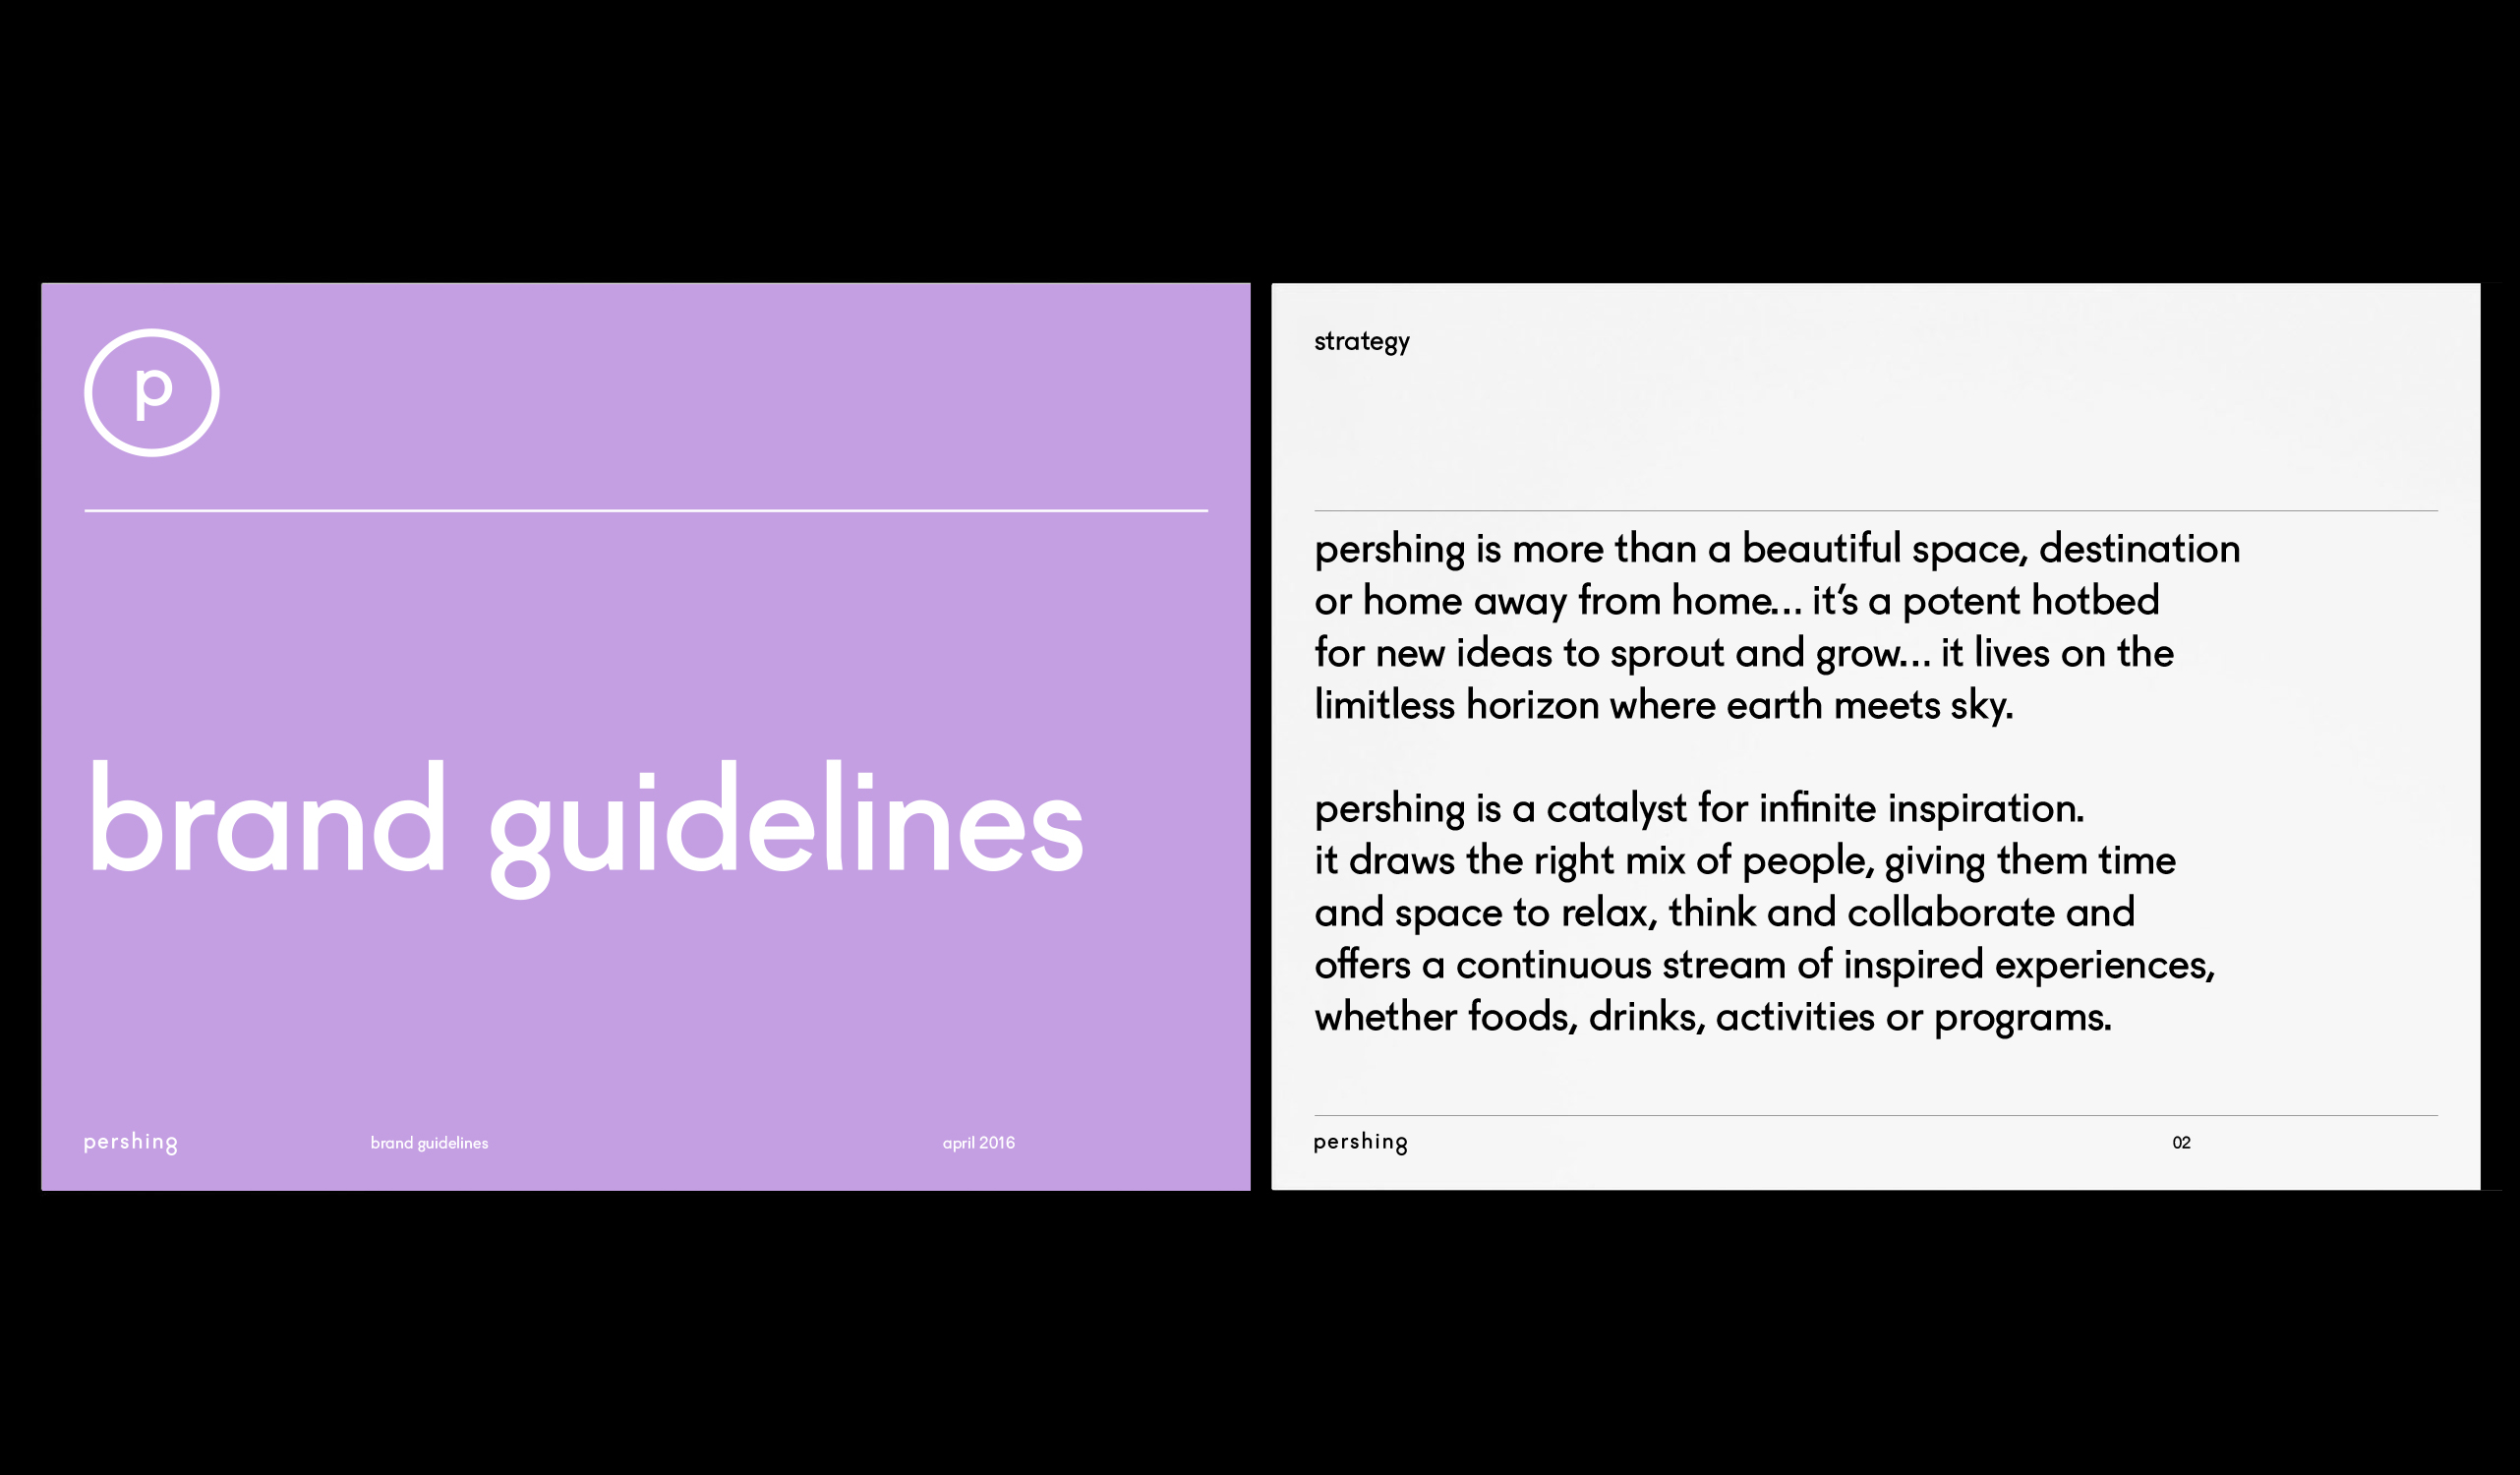 p
brand guidelines
pershing
brand guidelines
april 2016
strategy
pershing is more than a beautiful space, destination
or home away from home... it‘s a potent hotbed
for new ideas to sprout and grow... it lives on the
limitless horizon where earth meets sky.
pershing is a catalyst for infinite inspiration.
it draws the right mix of people, giving them time
and space to relax, think and collaborate and
offers a continuous stream of inspired experiences,
whether foods, drinks, activities or programs.
pershing
02